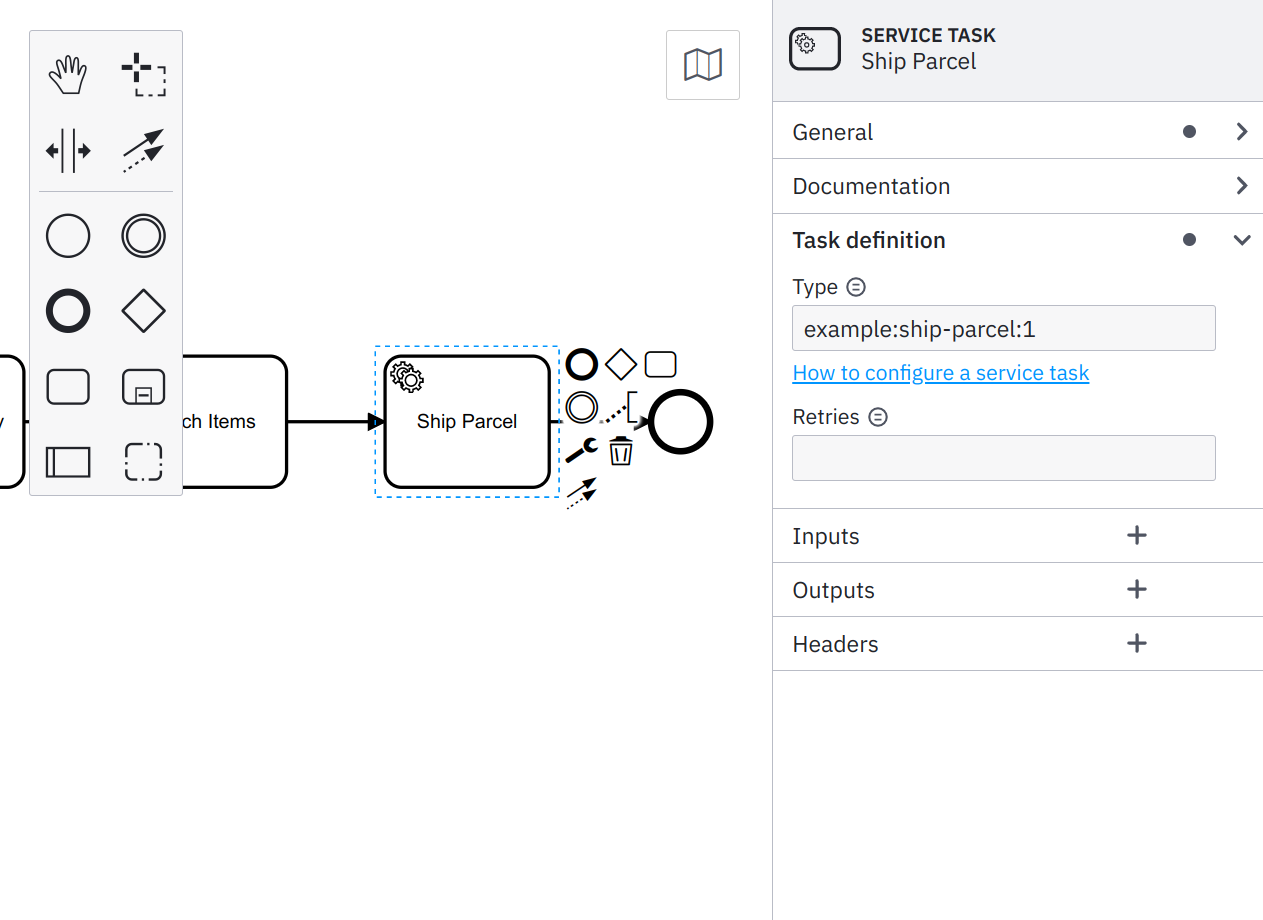 SERVICE TASK
Ship Parcel
General
Documentation
Task definition
Type
example:ship-parcel:1
How to configure a service task
Retries
Inputs
Outputs
Headers
y
ch Items
Ship Parcel